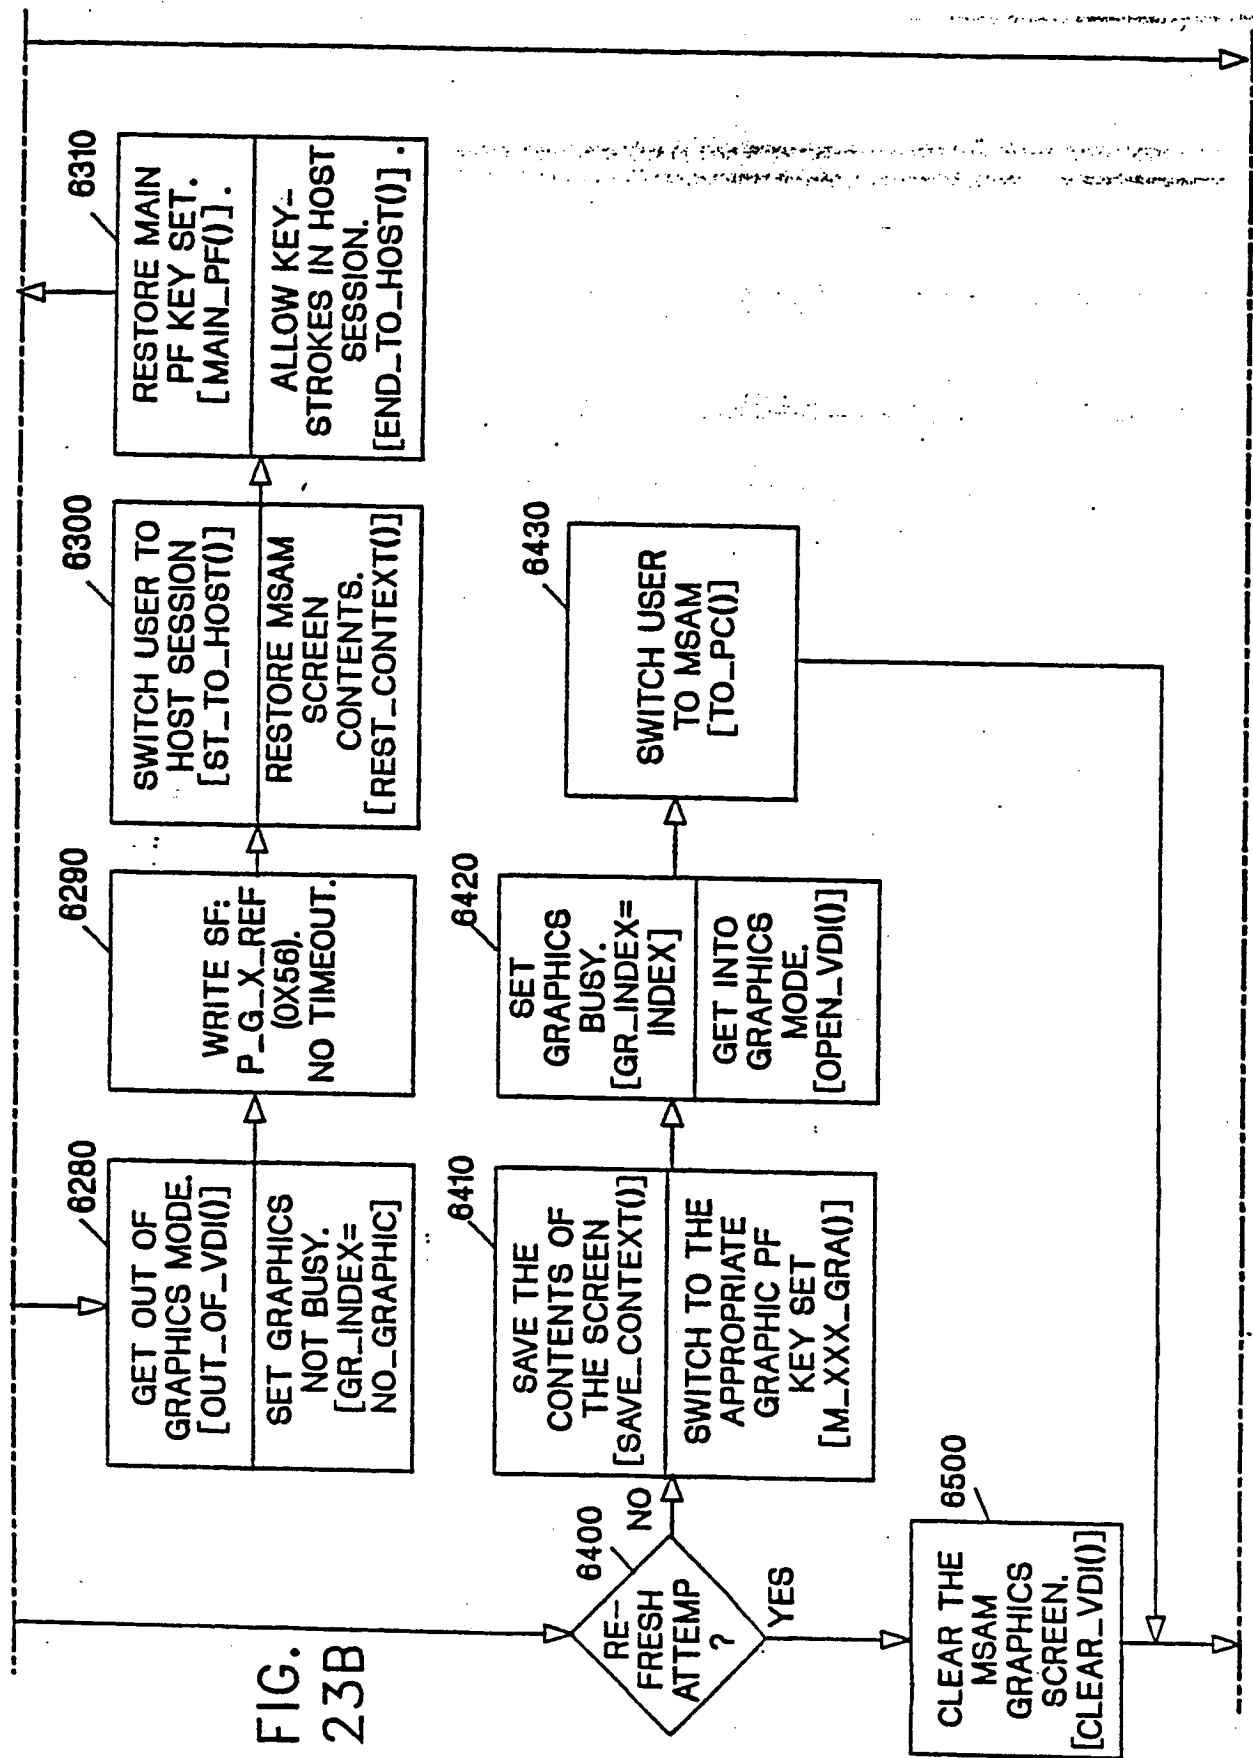 FIG.
23B
6280
GET OUT OF
GRAPHICS MODE.
[OUT_OF_VDI()]
SET GRAPHICS
NOT BUSY.
[GR_INDEX=
NO_GRAPHIC]
6290
WRITE SF:
P_G_X_REF
(0X56).
NO TIMEOUT.
6300
SWITCH USER TO
HOST SESSION
[ST_TO_HOST()]
RESTORE MSAM
SCREEN
CONTENTS.
[REST_CONTEXT()]
6310
RESTORE MAIN
PF KEY SET.
[MAIN_PF()].
ALLOW KEY-
STROKES IN HOST
SESSION.
[END_TO_HOST()].
6400
RE-
FRESH
ATTEMP
?
NO
YES
6410
SAVE THE
CONTENTS OF
THE SCREEN
[SAVE_CONTEXT()]
SWITCH TO THE
APPROPRIATE
GRAPHIC PF
KEY SET
[M_XXX_GRA()]
6420
SET
GRAPHICS
BUSY.
[GR_INDEX=
INDEX]
GET INTO
GRAPHICS
MODE.
[OPEN_VDI()]
6430
SWITCH USER
TO MSAM
[TO_PC()]
6500
CLEAR THE
MSAM
GRAPHICS
SCREEN.
[CLEAR_VDI()]